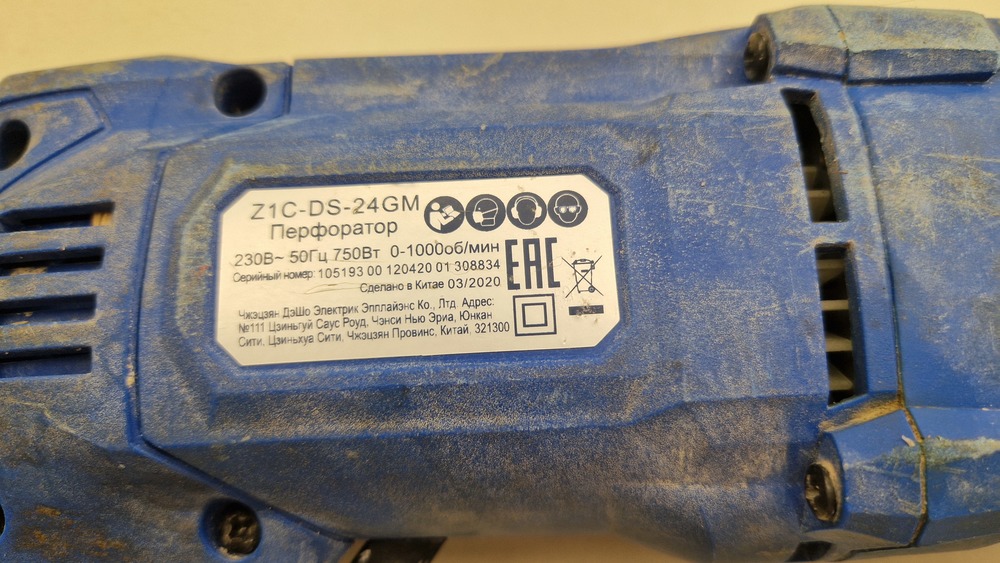 Z1C-DS-24GM
Перфоратор
230В~ 50Гц 750Вт 0-1000об/мин
Серийный номер: 105193 00 120420 01 308834
Сделано в Китае 03/2020
EAC
Чжэцзян ДэШо Электрик Эпплайэнс Ко., Лтд. Адрес:
№111 Цзиньгуй Саус Роуд, Чэнси Нью Эриа, Юнкан
Сити, Цзиньхуа Сити, Чжэцзян Провинс, Китай, 321300